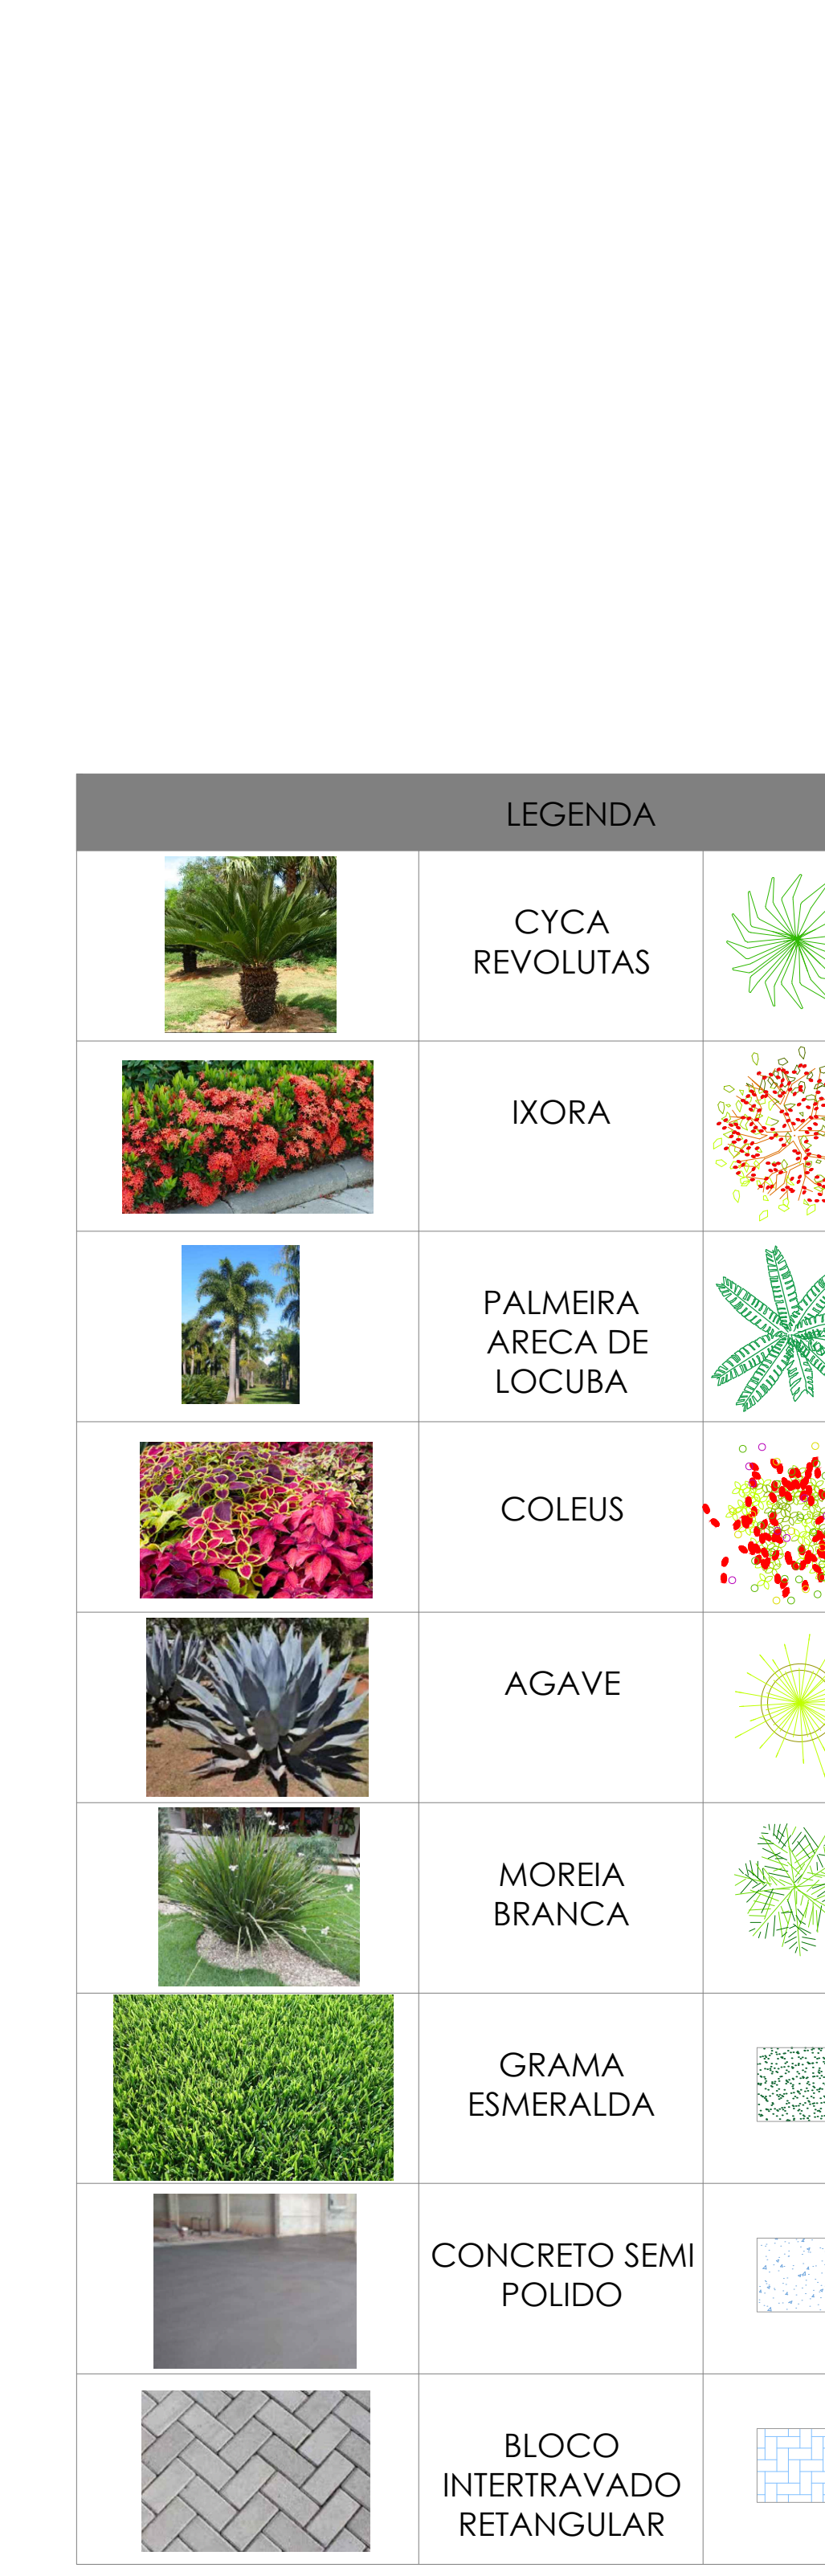 LEGENDA
CYCA
REVOLUTAS
IXORA
PALMEIRA
ARECA DE
LOCUBA
COLEUS
AGAVE
MOREIA
BRANCA
GRAMA
ESMERALDA
CONCRETO SEMI
POLIDO
BLOCO
INTERTRAVADO
RETANGULAR